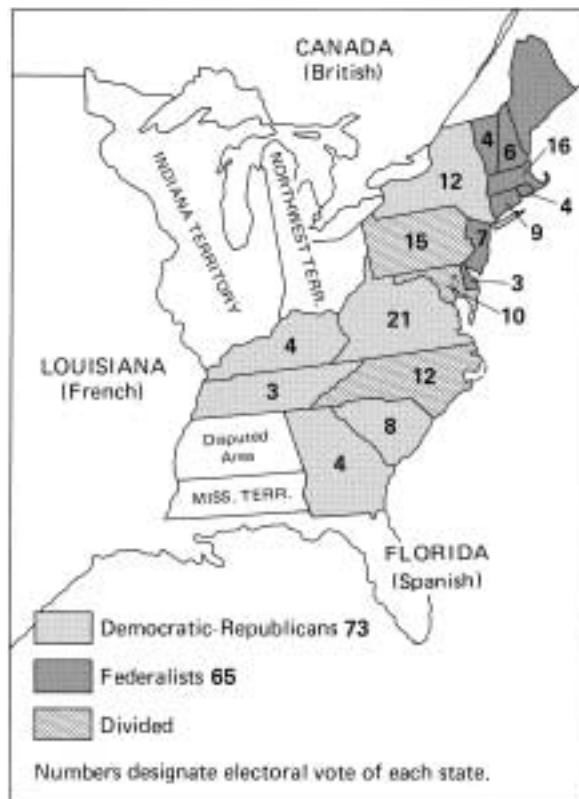 CANADA
(British)
INDIANA TERRITORY
NORTHWEST TERR.
4
6
16
4
9
12
15
7
3
10
21
4
LOUISIANA
(French)
3
12
8
Disputed
Area
4
MISS. TERR.
FLORIDA
(Spanish)
Democratic-Republicans 73
Federalists 65
Divided
Numbers designate electoral vote of each state.